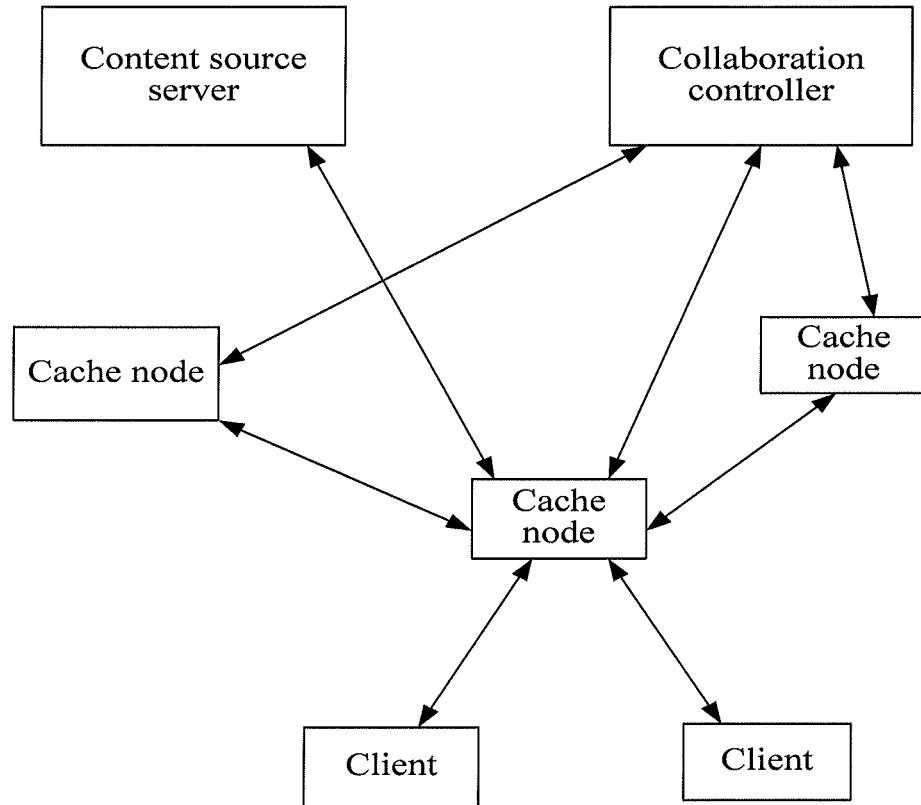 Content source
server
Collaboration
controller
Cache node
Cache
node
Cache
node
Client
Client